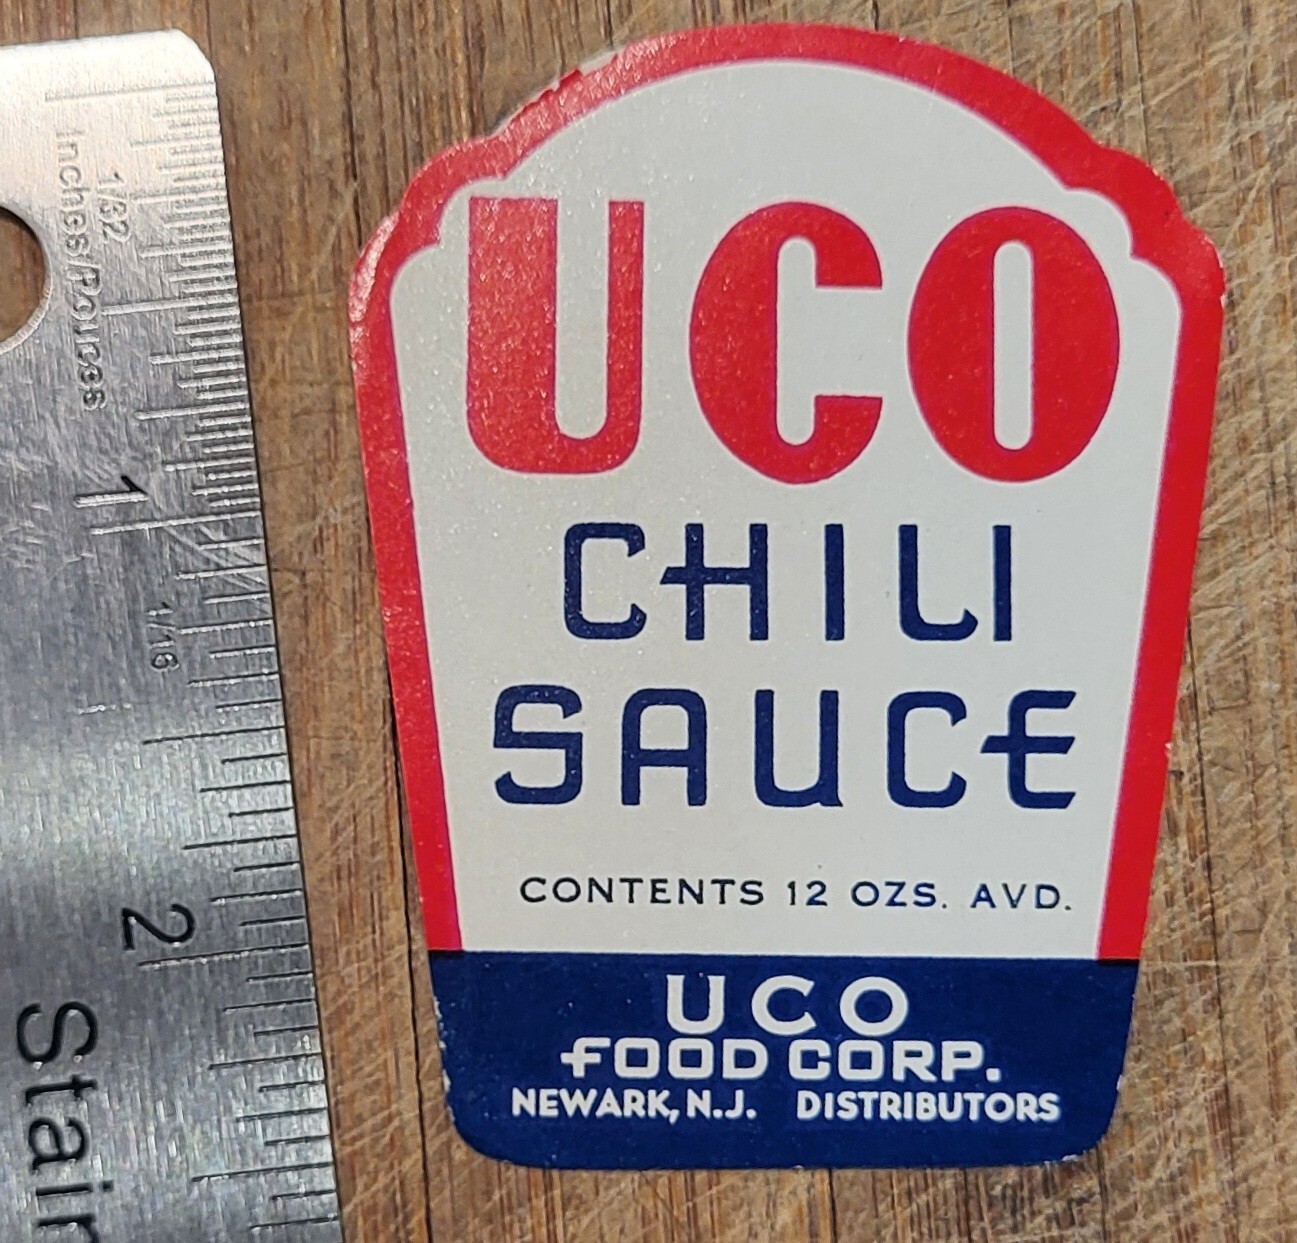 UCO
CHILI
SAUCE
CONTENTS 12 OZS. AVD.
UCO
FOOD CORP.
NEWARK, N.J. DISTRIBUTORS
Inches/Pouces
1/32
1
1/16
2
Stain